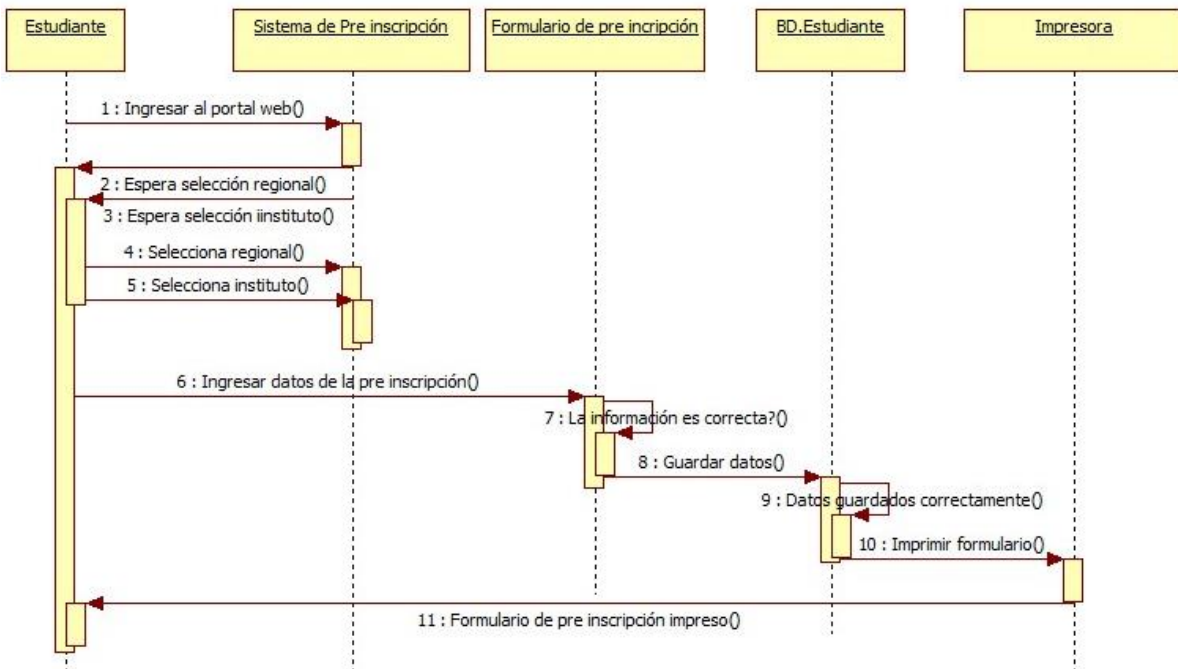 Estudiante
Sistema de Pre inscripción
Formulario de pre incripción
BD.Estudiante
Impresora
1 : Ingresar al portal web()
2 : Espera selección regional()
3 : Espera selección iinstituto()
4 : Selecciona regional()
5 : Selecciona instituto()
6 : Ingresar datos de la pre inscripción()
7 : La información es correcta?()
8 : Guardar datos()
9 : Datos guardados correctamente()
10 : Imprimir formulario()
11 : Formulario de pre inscripción impreso()